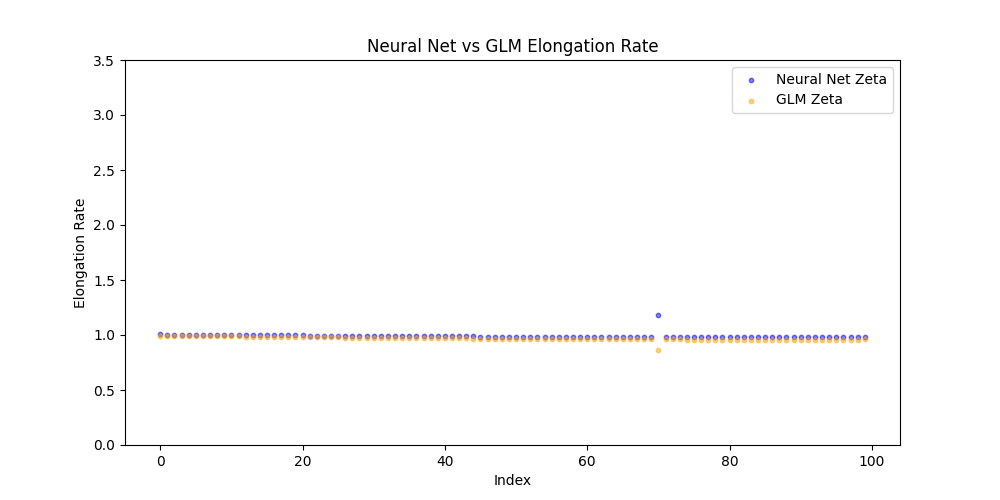 Neural Net vs GLM Elongation Rate
Neural Net Zeta
GLM Zeta
Elongation Rate
3.5
3.0
2.5
2.0
1.5
1.0
0.5
0.0
0 20 40 60 80 100
Index